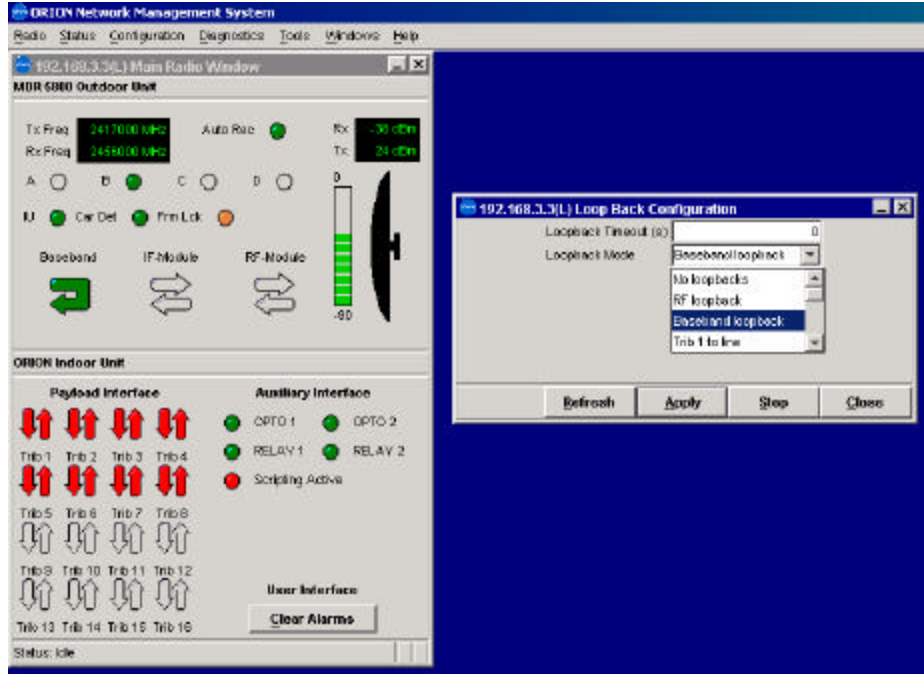 ORION Network Management System
Radio Status Configuration Diagnostics Tools Windows Help
192.168.3.3(L) Main Radio Window
MDR 6800 Outdoor Unit
Tx Freq 2417000 MHz Auto Rec Rx -38 dBm
Rx Freq 2458000 MHz Tx 24 dBm
A B C D 0
IU Car Det Frm Lck
Baseband IF-Module RF-Module
-90
192.168.3.3(L) Loop Back Configuration
Loopback Timeout (s) 0
Loopback Mode Baseband loopback
No loopbacks
RF loopback
Baseband loopback
Trib 1 to line
Refresh Apply Stop Close
ORION Indoor Unit
Payload Interface Auxiliary Interface
OPTO 1 OPTO 2
Trib 1 Trib 2 Trib 3 Trib 4 RELAY 1 RELAY 2
Scripting Active
Trib 5 Trib 6 Trib 7 Trib 8
Trib 9 Trib 10 Trib 11 Trib 12
User Interface
Clear Alarms
Trib 13 Trib 14 Trib 15 Trib 16
Status: Idle